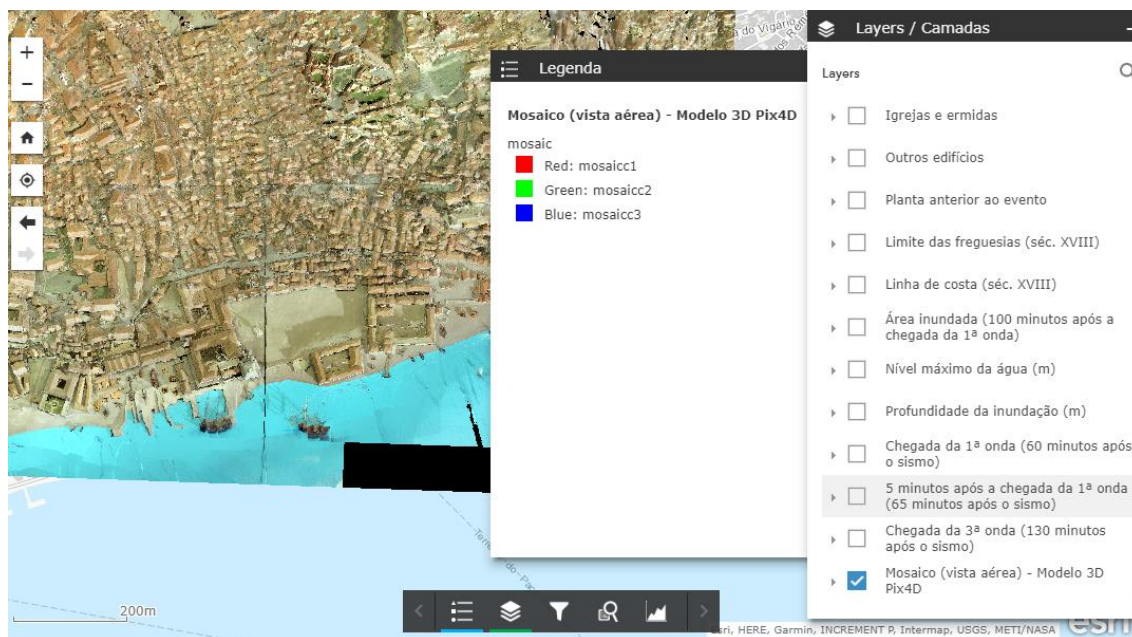 +
−
200m
Legenda
Mosaico (vista aérea) - Modelo 3D Pix4D
mosaic
Red: mosaicc1
Green: mosaicc2
Blue: mosaicc3
Layers / Camadas
Layers
Igrejas e ermidas
Outros edifícios
Planta anterior ao evento
Limite das freguesias (séc. XVIII)
Linha de costa (séc. XVIII)
Área inundada (100 minutos após a
chegada da 1ª onda)
Nível máximo da água (m)
Profundidade da inundação (m)
Chegada da 1ª onda (60 minutos após
o sismo)
5 minutos após a chegada da 1ª onda
(65 minutos após o sismo)
Chegada da 3ª onda (130 minutos
após o sismo)
Mosaico (vista aérea) - Modelo 3D
Pix4D
Esri, HERE, Garmin, INCREMENT P, Intermap, USGS, METI/NASA
esri